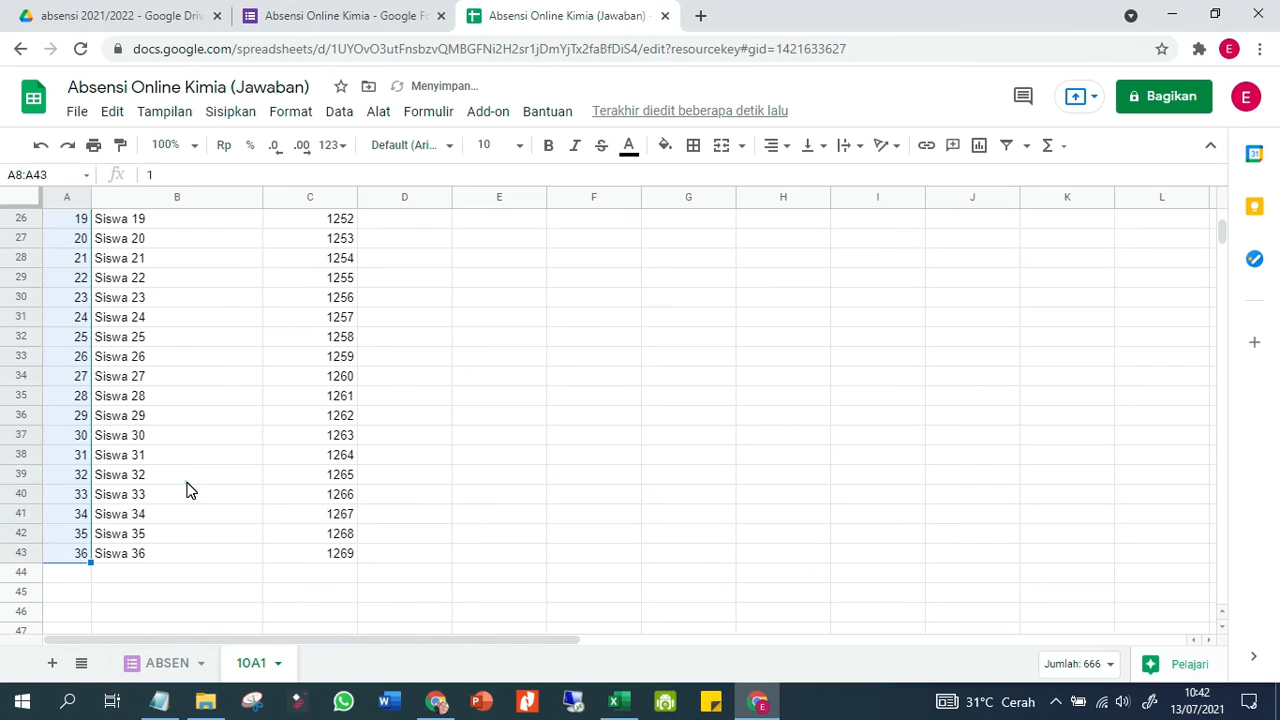 absensi 2021/2022 - Google Driv
Absensi Online Kimia - Google Fo
Absensi Online Kimia (Jawaban) -
docs.google.com/spreadsheets/d/1UYOvO3utFnsbzvQMBGFNi2H2s81jDmYjTx2faBfDiS4/edit?resourcekey#gid=1421633627
E
Absensi Online Kimia (Jawaban)
Menyimpan...
Bagikan
E
File Edit Tampilan Sisipkan Format Data Formulir Add-on Bantuan
Terakhir diedit beberapa detik lalu
100% Rp % .0 .00 123 Default (Ari... 10 B I S A
A8:A43 fx 1
A B C D E F G H I J K L
26 19 Siswa 19 1252
27 20 Siswa 20 1253
28 21 Siswa 21 1254
29 22 Siswa 22 1255
30 23 Siswa 23 1256
31 24 Siswa 24 1257
32 25 Siswa 25 1258
33 26 Siswa 26 1259
34 27 Siswa 27 1260
35 28 Siswa 28 1261
36 29 Siswa 29 1262
37 30 Siswa 30 1263
38 31 Siswa 31 1264
39 32 Siswa 32 1265
40 33 Siswa 33 1266
41 34 Siswa 34 1267
42 35 Siswa 35 1268
43 36 Siswa 36 1269
44
45
46
47
ABSEN
10A1
Jumlah: 666
Pelajari
31°C Cerah
10:42
13/07/2021